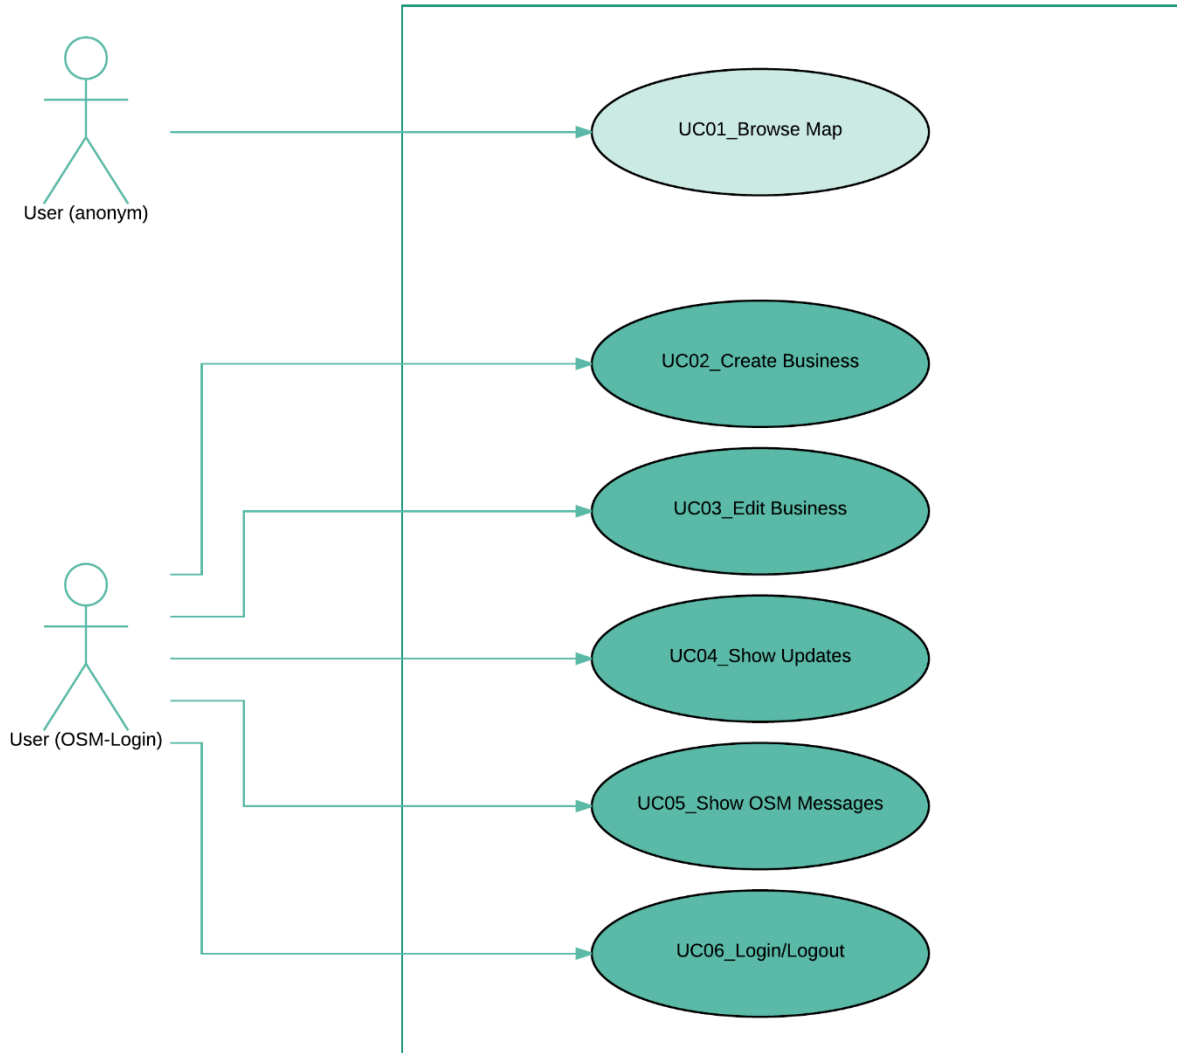 UC01_Browse Map
User (anonym)
UC02_Create Business
UC03_Edit Business
UC04_Show Updates
User (OSM-Login)
UC05_Show OSM Messages
UC06_Login/Logout